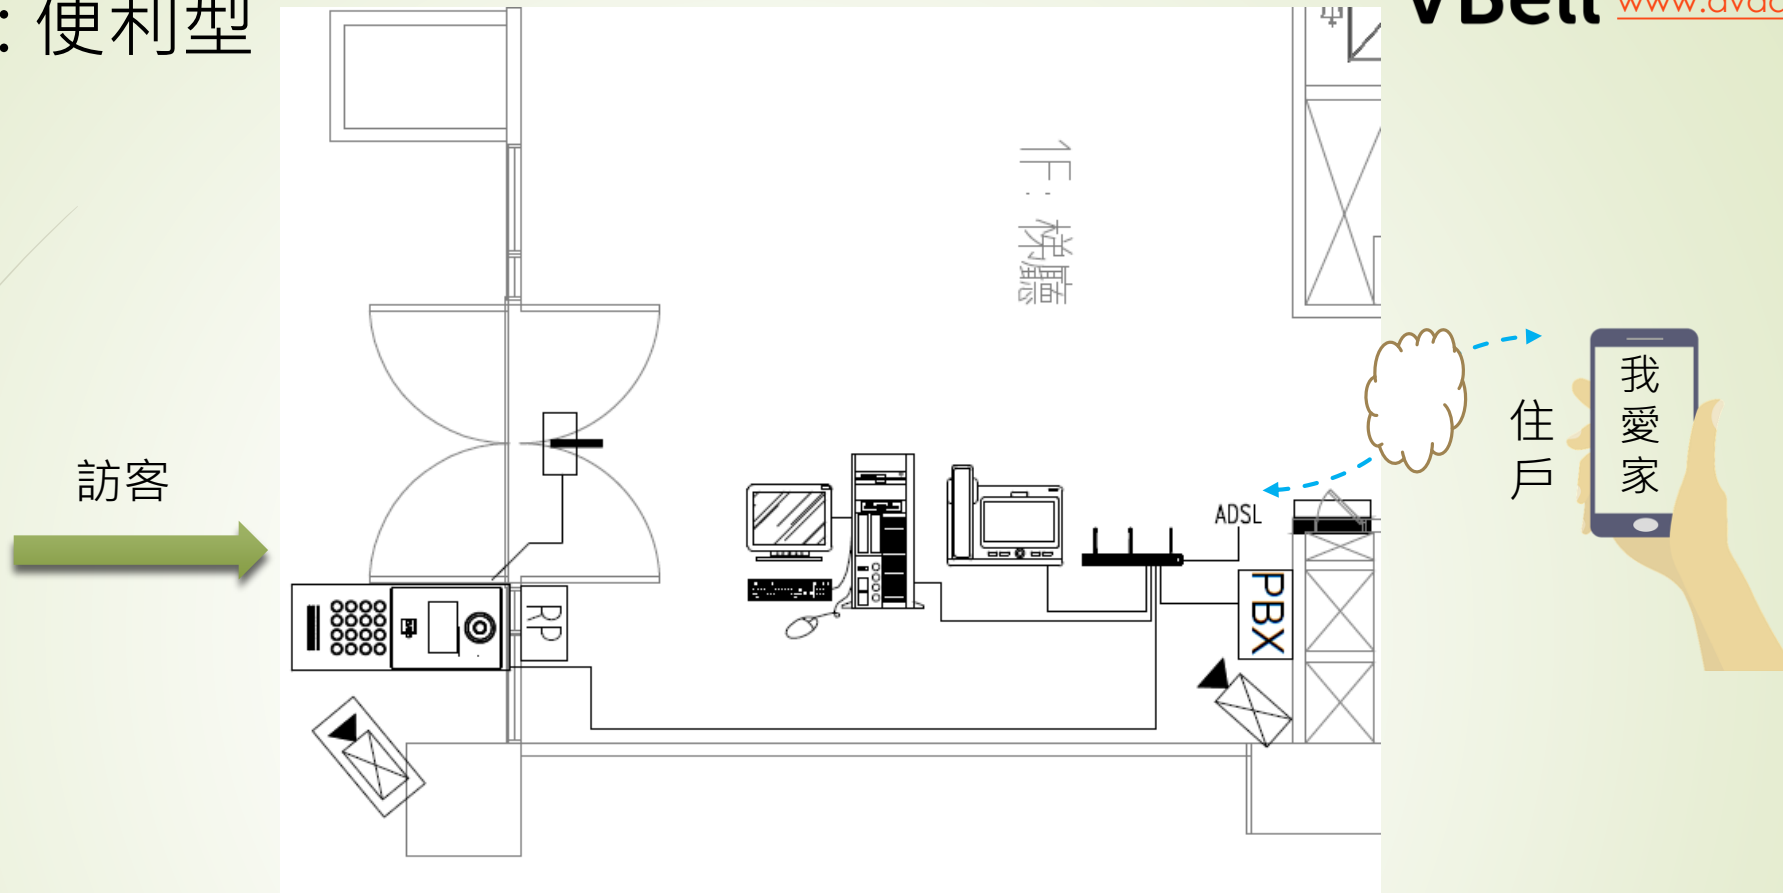 : 便利型
VBell
1F: 梯廳
訪客
住戶
我愛家
ADSL
RP
PBX